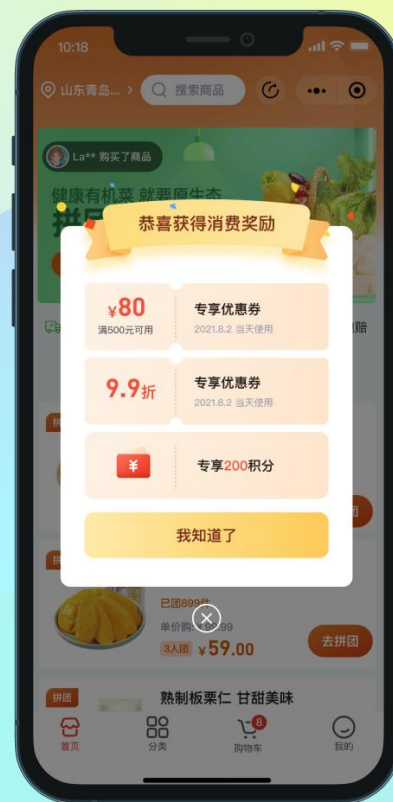 10:18
山东青岛...
搜索商品
La** 购买了商品
健康有机菜 就要原生态
恭喜获得消费奖励
¥80
满500元可用
专享优惠券
2021.8.2 当天使用
9.9折
专享优惠券
2021.8.2 当天使用
¥
专享200积分
我知道了
已团899件
单价购:
3人团
¥59.00
去拼团
拼团
熟制板栗仁 甘甜美味
首页
分类
8
购物车
我的